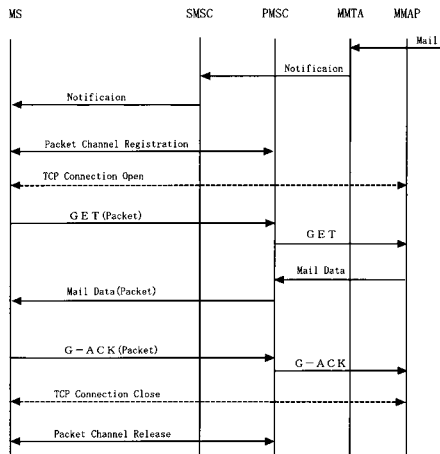 MS SMSC PMSC MMTA MMAP
Mail
Notificaion
Notificaion
Packet Channel Registration
TCP Connection Open
GET(Packet)
GET
Mail Data
Mail Data(Packet)
G-ACK(Packet)
G-ACK
TCP Connection Close
Packet Channel Release